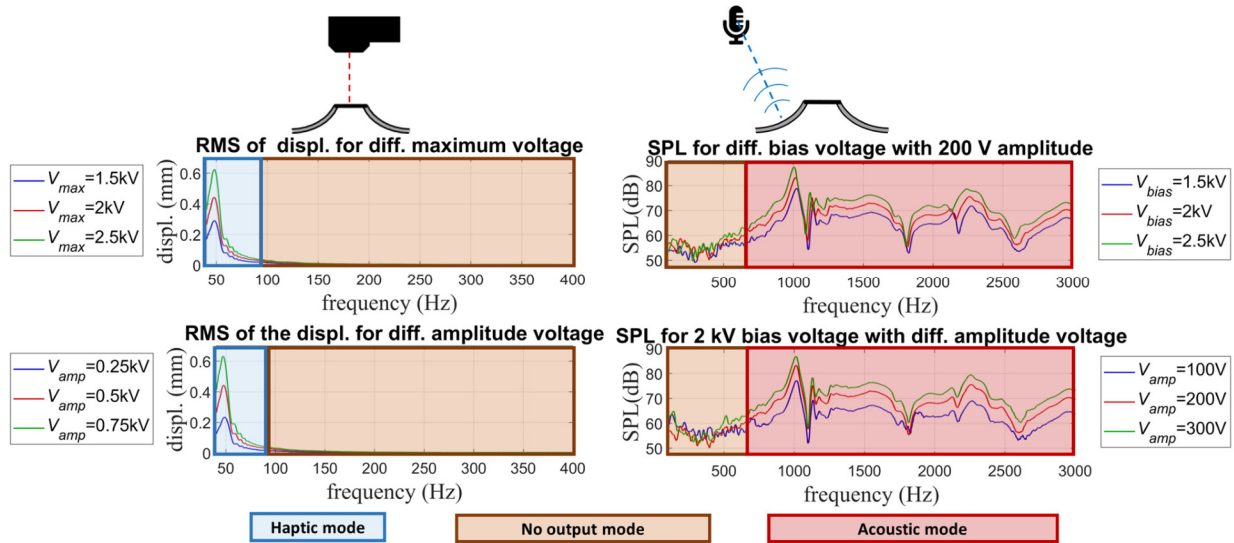 RMS of displ. for diff. maximum voltage
V_max=1.5kV
V_max=2kV
V_max=2.5kV
displ. (mm)
0.6
0.4
0.2
0
50 100 150 200 250 300 350 400
frequency (Hz)
SPL for diff. bias voltage with 200 V amplitude
SPL(dB)
90
80
70
60
50
500 1000 1500 2000 2500 3000
frequency (Hz)
V_bias=1.5kV
V_bias=2kV
V_bias=2.5kV
RMS of the displ. for diff. amplitude voltage
V_amp=0.25kV
V_amp=0.5kV
V_amp=0.75kV
displ. (mm)
0.6
0.4
0.2
0
50 100 150 200 250 300 350 400
frequency (Hz)
SPL for 2 kV bias voltage with diff. amplitude voltage
SPL(dB)
90
80
70
60
50
500 1000 1500 2000 2500 3000
frequency (Hz)
V_amp=100V
V_amp=200V
V_amp=300V
Haptic mode
No output mode
Acoustic mode